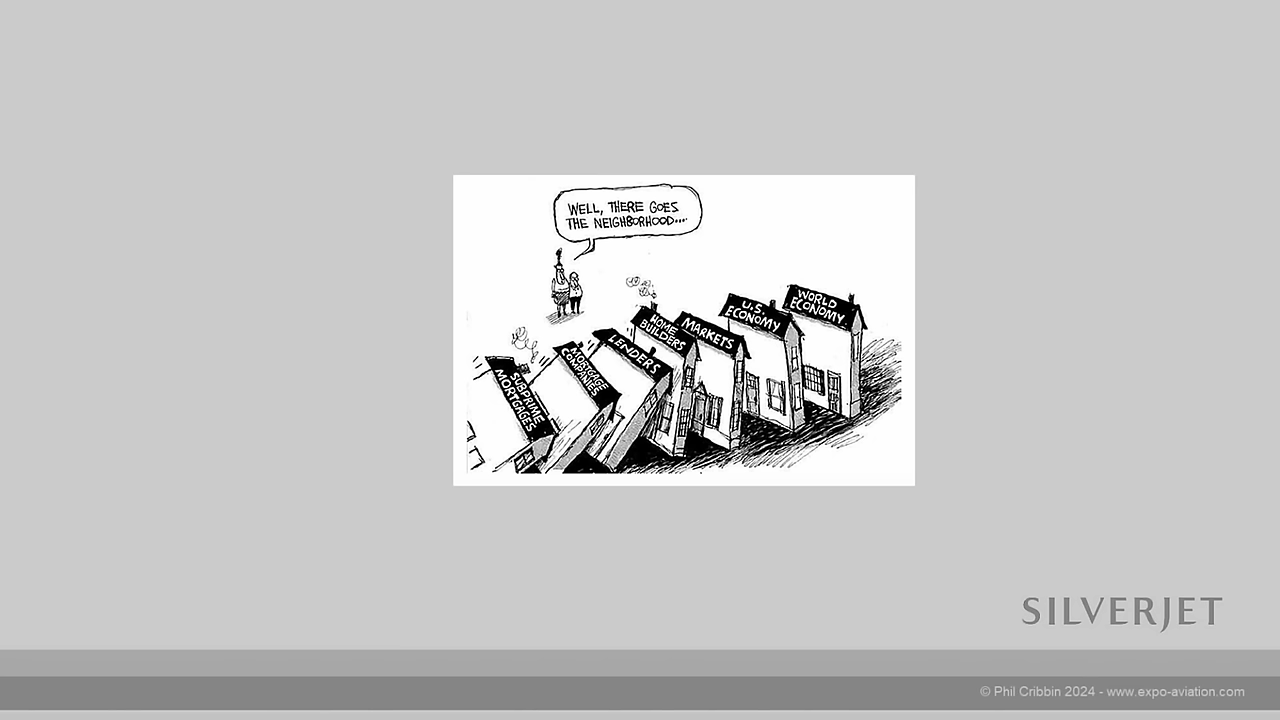 WELL, THERE GOES
THE NEIGHBORHOOD....
SUBPRIME
MORTGAGES
MORTGAGE
COMPANIES
LENDERS
HOME
BUILDERS
MARKETS
U.S.
ECONOMY
WORLD
ECONOMY
SILVERJET
© Phil Cribbin 2024 - www.expo-aviation.com